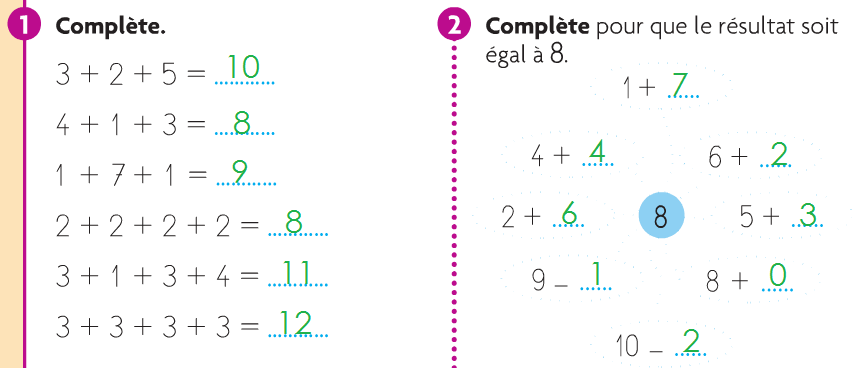 1 Complète.
3 + 2 + 5 = 10
4 + 1 + 3 = 8
1 + 7 + 1 = 9
2 + 2 + 2 + 2 = 8
3 + 1 + 3 + 4 = 11
3 + 3 + 3 + 3 = 12
2 Complète pour que le résultat soit
égal à 8.
1 + 7
4 + 4
6 + 2
2 + 6
8
5 + 3
9 – 1
8 + 0
10 – 2